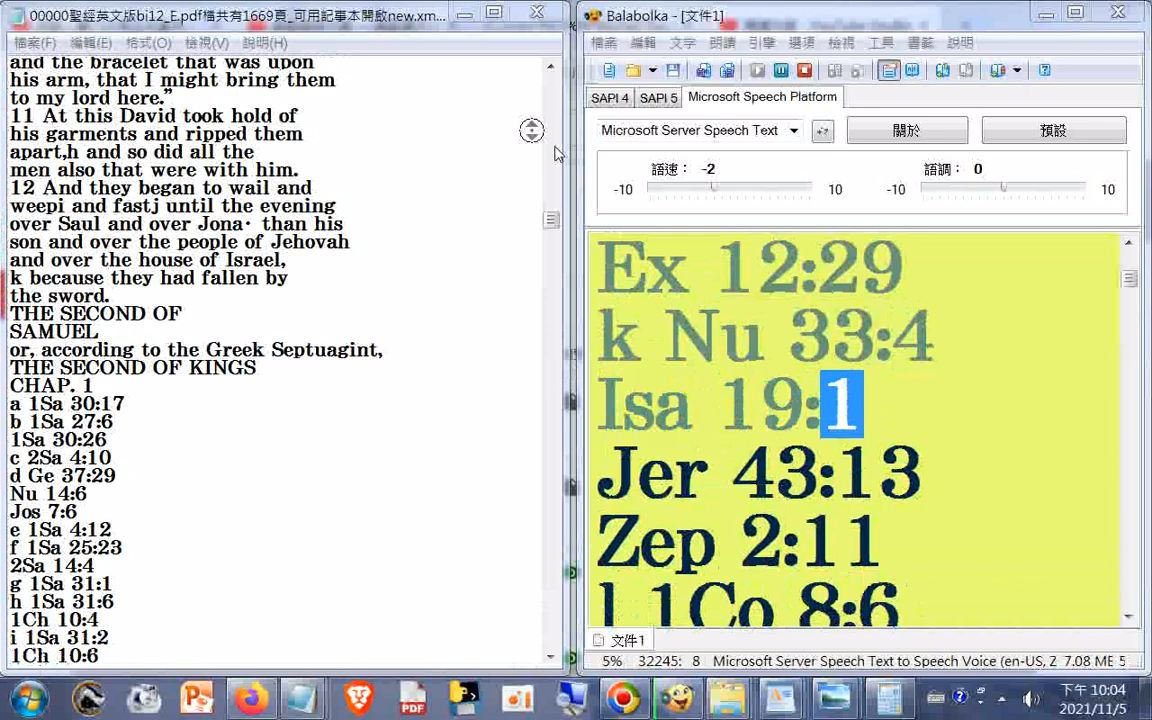 00000聖經英文版bi12_E.pdf檔共有1669頁_可用記事本開啟new.xm...
檔案(F) 編輯(E) 格式(O) 檢視(V) 說明(H)
and the bracelet that was upon
his arm, that I might bring them
to my lord here.”
11 At this David took hold of
his garments and ripped them
apart,h and so did all the
men also that were with him.
12 And they began to wail and
weepi and fastj until the evening
over Saul and over Jona· than his
son and over the people of Jehovah
and over the house of Israel,
k because they had fallen by
the sword.
THE SECOND OF
SAMUEL
or, according to the Greek Septuagint,
THE SECOND OF KINGS
CHAP. 1
a 1Sa 30:17
b 1Sa 27:6
1Sa 30:26
c 2Sa 4:10
d Ge 37:29
Nu 14:6
Jos 7:6
e 1Sa 4:12
f 1Sa 25:23
2Sa 14:4
g 1Sa 31:1
h 1Sa 31:6
1Ch 10:4
i 1Sa 31:2
1Ch 10:6
Balabolka - [文件1]
檔案 編輯 文字 朗讀 引擎 選項 檢視 工具 書籤 說明
SAPI 4 SAPI 5 Microsoft Speech Platform
Microsoft Server Speech Text 關於 預設
語速: -2 語調: 0
-10 10 -10 10
Ex 12:29
k Nu 33:4
Isa 19:1
Jer 43:13
Zep 2:11
l 1Co 8:6
文件1
5% 32245: 8 Microsoft Server Speech Text to Speech Voice (en-US, Z 7.08 MB 5
下午 10:04
2021/11/5